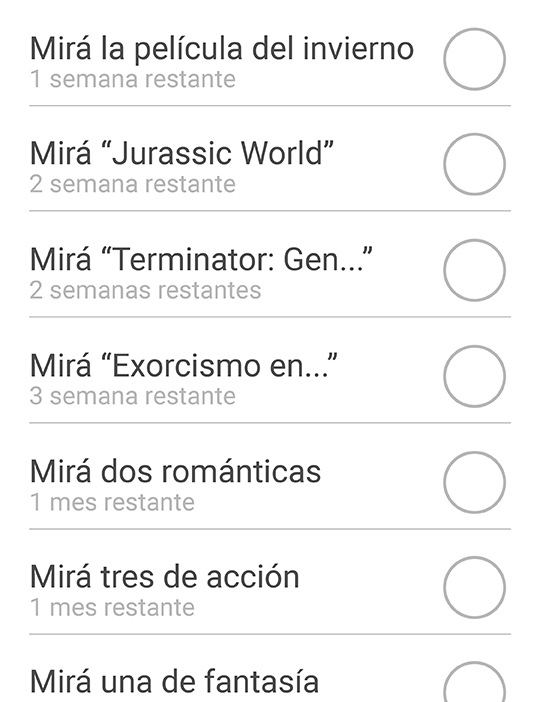 Mirá la película del invierno
1 semana restante
Mirá “Jurassic World”
2 semana restante
Mirá “Terminator: Gen...”
2 semanas restantes
Mirá “Exorcismo en...”
3 semana restante
Mirá dos románticas
1 mes restante
Mirá tres de acción
1 mes restante
Mirá una de fantasía